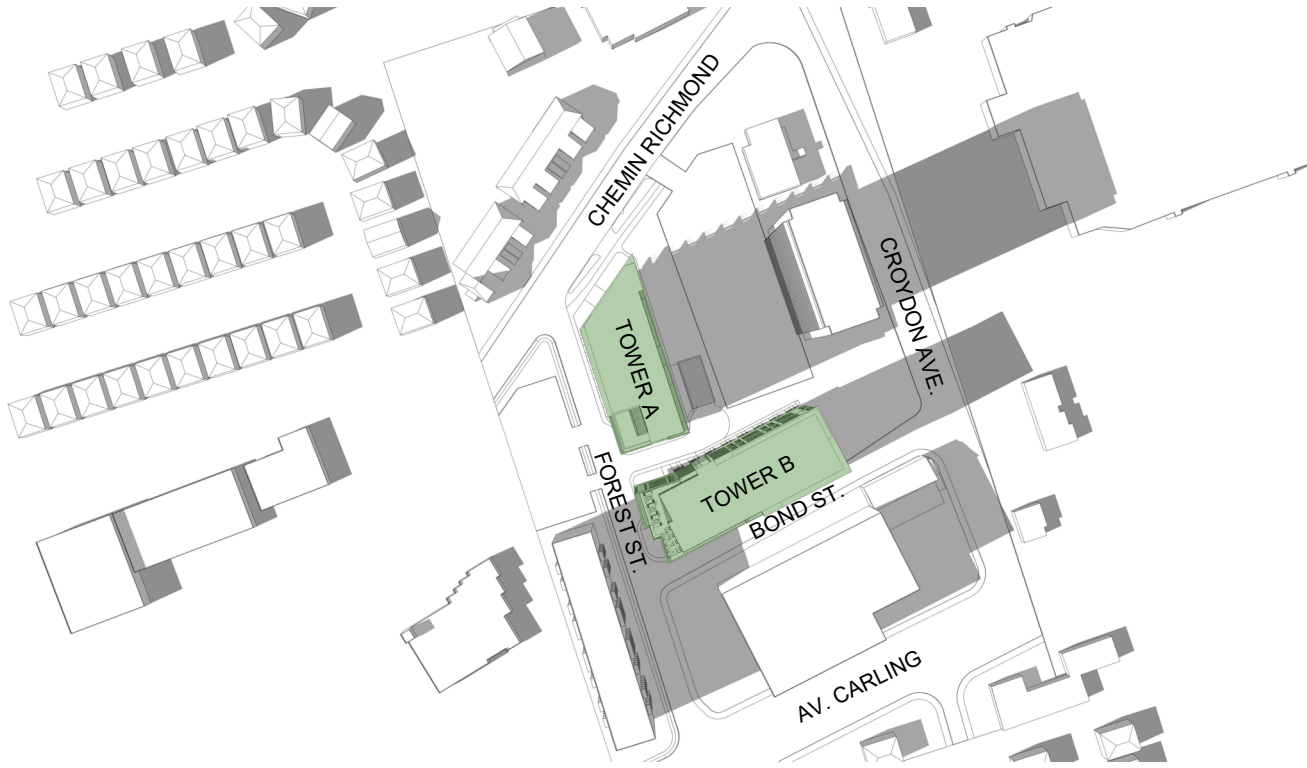 CHEMIN RICHMOND
CROYDON AVE.
TOWER A
TOWER B
FOREST ST.
BOND ST.
AV. CARLING